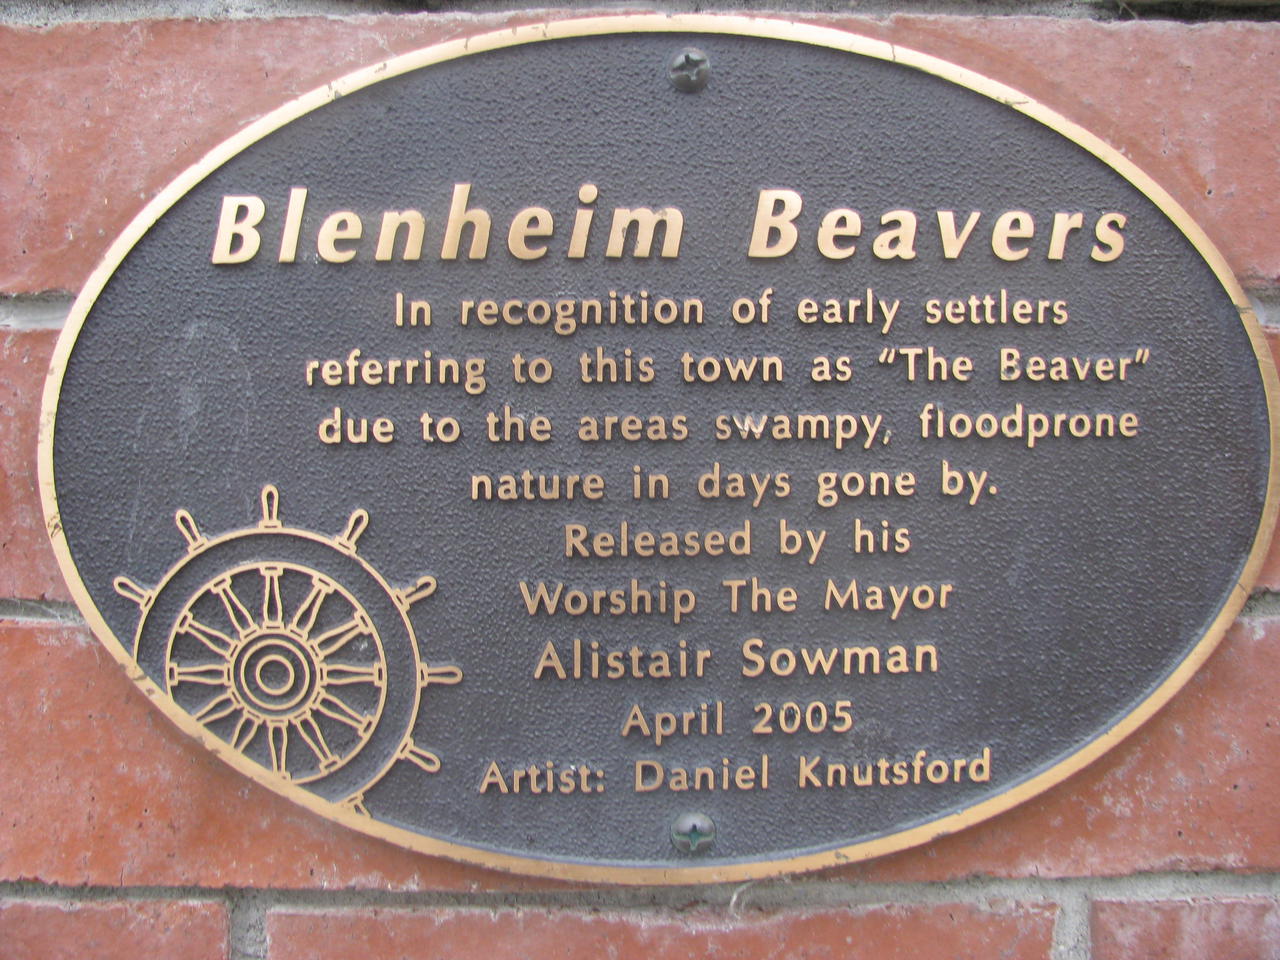 Blenheim Beavers
In recognition of early settlers
referring to this town as “The Beaver”
due to the areas swampy, floodprone
nature in days gone by.
Released by his
Worship The Mayor
Alistair Sowman
April 2005
Artist: Daniel Knutsford